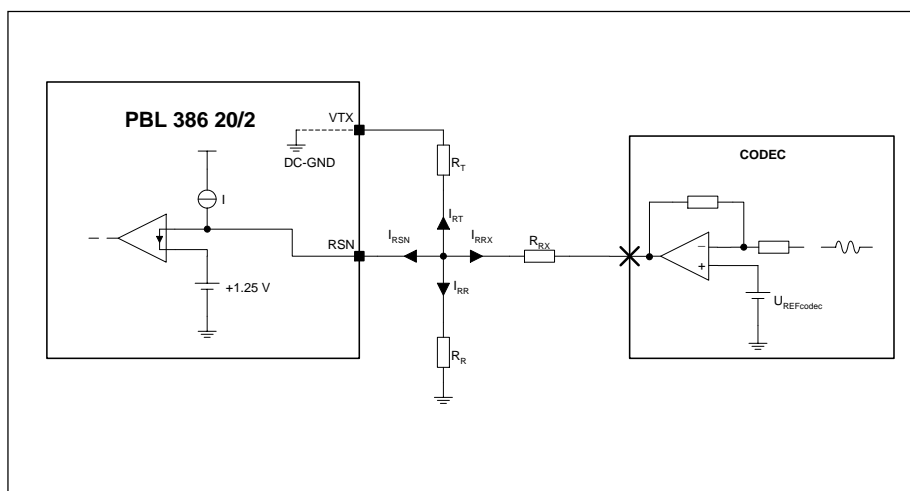 PBL 386 20/2
VTX
DC-GND
I
RSN
+1.25 V
R_T
I_RT
I_RSN
I_RRX
R_RX
I_RR
R_R
CODEC
−
+
U_REFcodec